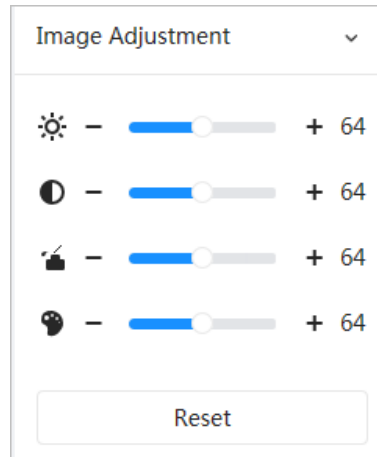 Image Adjustment
− + 64
− + 64
− + 64
− + 64
Reset